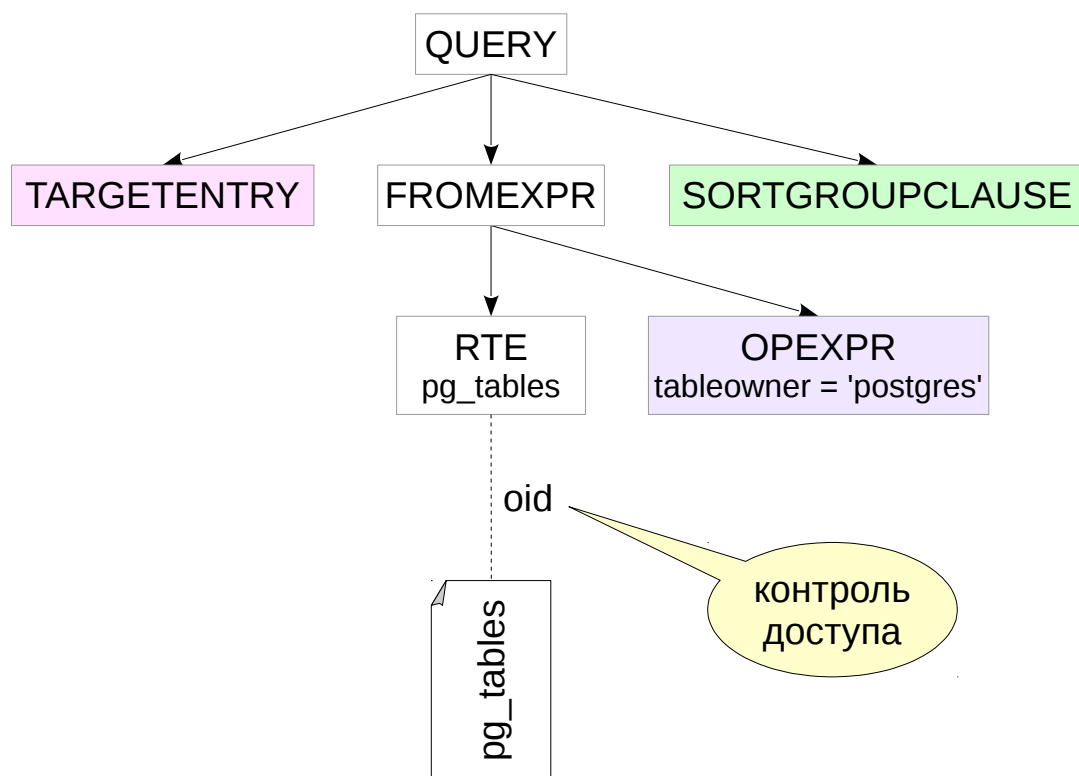 QUERY
TARGETENTRY
FROMEXPR
SORTGROUPCLAUSE
RTE
pg_tables
OPEXPR
tableowner = 'postgres'
oid
контроль
доступа
pg_tables